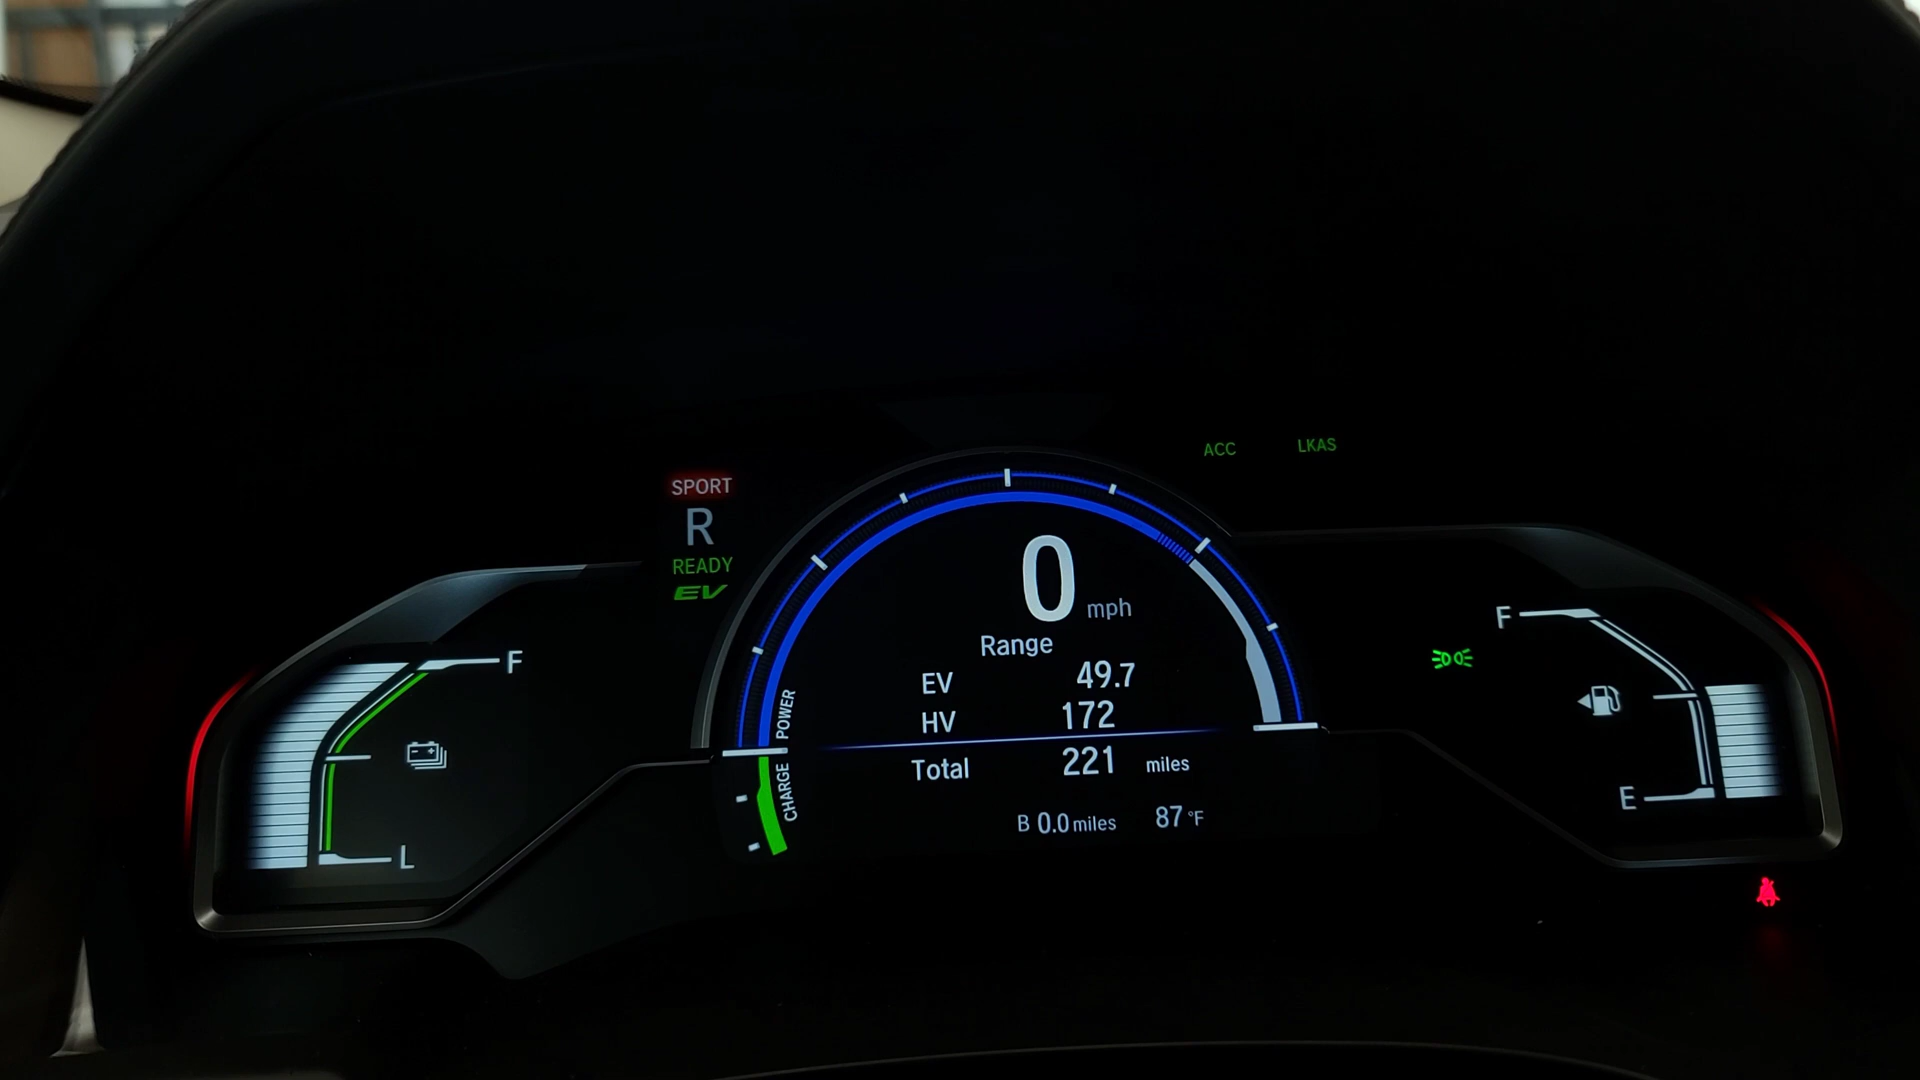 ACC LKAS
SPORT
R
READY
EV
0 mph
Range
EV 49.7
HV 172
Total 221 miles
B 0.0 miles 87 °F
POWER
CHARGE
F
L
F
E